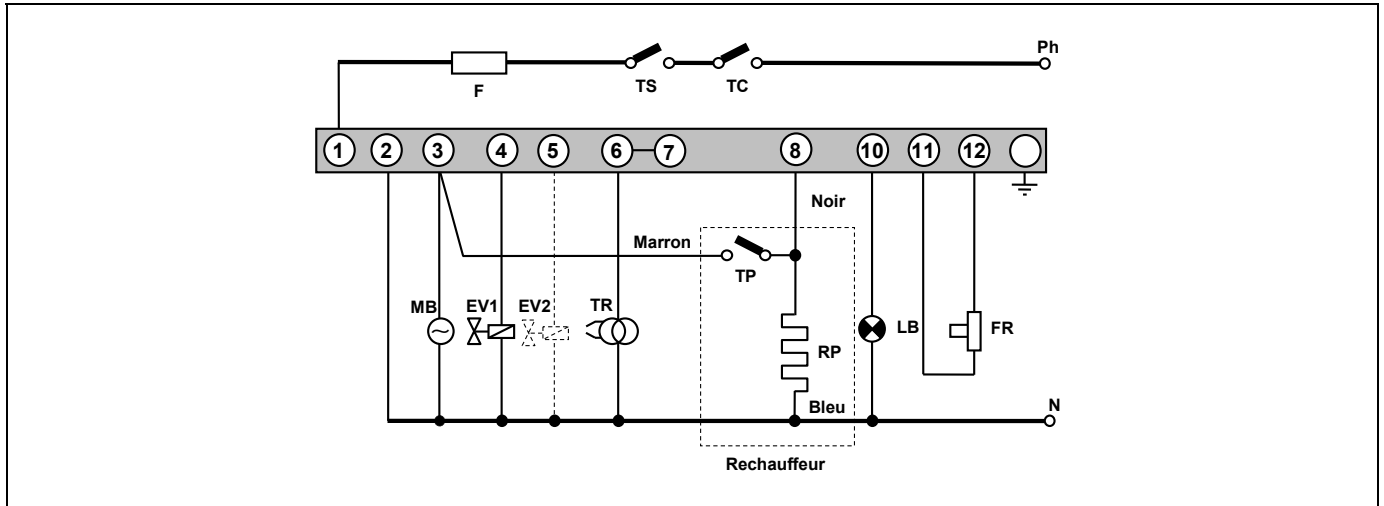 Ph
F
TS
TC
1 2 3 4 5 6 7 8 10 11 12
Noir
Marron
TP
MB
EV1
EV2
TR
LB
FR
RP
Bleu
N
Rechauffeur